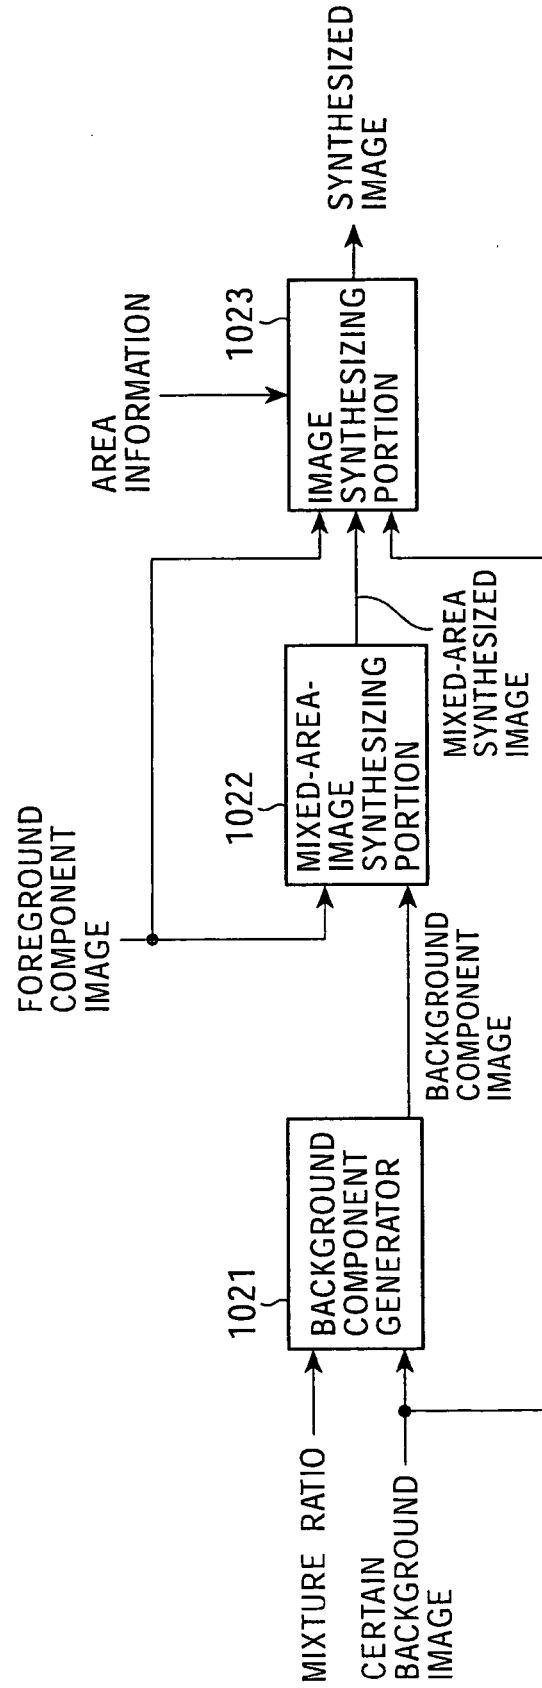 MIXTURE RATIO
CERTAIN
BACKGROUND
IMAGE
1021
BACKGROUND
COMPONENT
GENERATOR
BACKGROUND
COMPONENT
IMAGE
FOREGROUND
COMPONENT
IMAGE
1022
MIXED-AREA-
IMAGE
SYNTHESIZING
PORTION
MIXED-AREA
SYNTHESIZED
IMAGE
AREA
INFORMATION
1023
IMAGE
SYNTHESIZING
PORTION
SYNTHESIZED
IMAGE